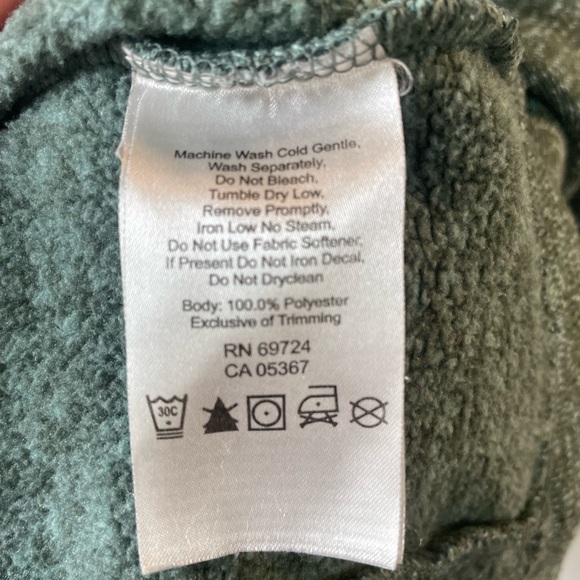 Machine Wash Cold Gentle,
Wash Separately,
Do Not Bleach,
Tumble Dry Low,
Remove Promptly,
Iron Low No Steam,
Do Not Use Fabric Softener,
If Present Do Not Iron Decal,
Do Not Dryclean
Body: 100.0% Polyester
Exclusive of Trimming
RN 69724
CA 05367
30C